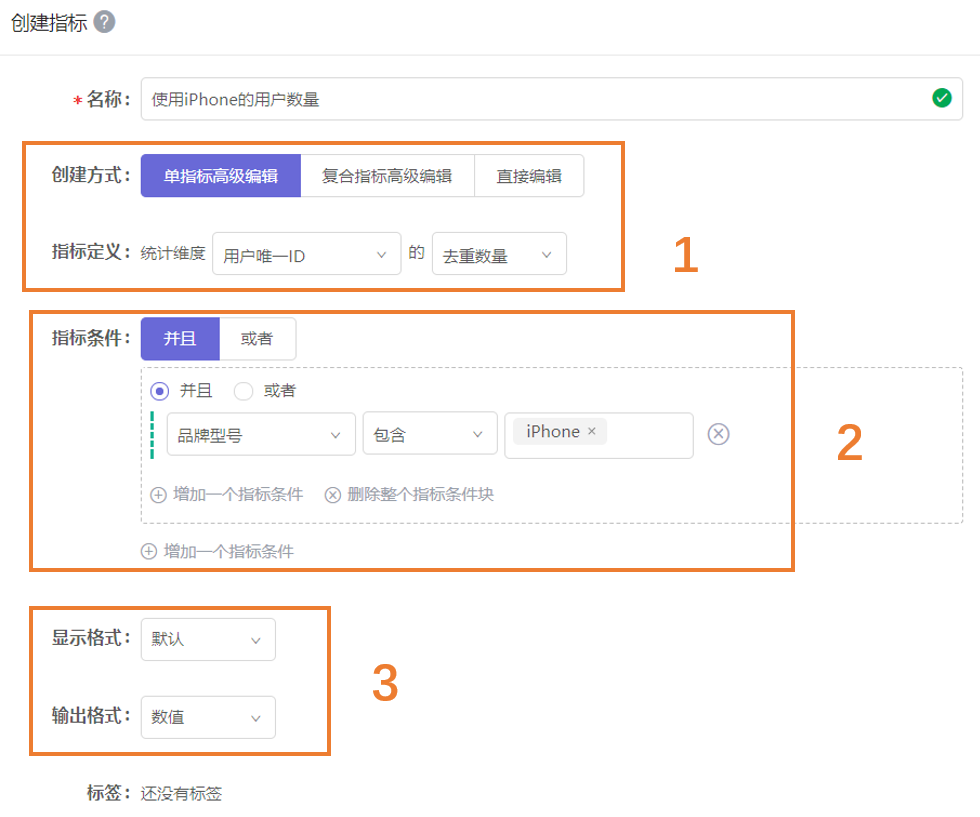 创建指标 ?
* 名称： 使用iPhone的用户数量
创建方式： 单指标高级编辑 复合指标高级编辑 直接编辑
指标定义： 统计维度 用户唯一ID 的 去重数量
1
指标条件： 并且 或者
并且 或者
品牌型号 包含 iPhone ×
2
增加一个指标条件 删除整个指标条件块
增加一个指标条件
显示格式： 默认
3
输出格式： 数值
标签： 还没有标签